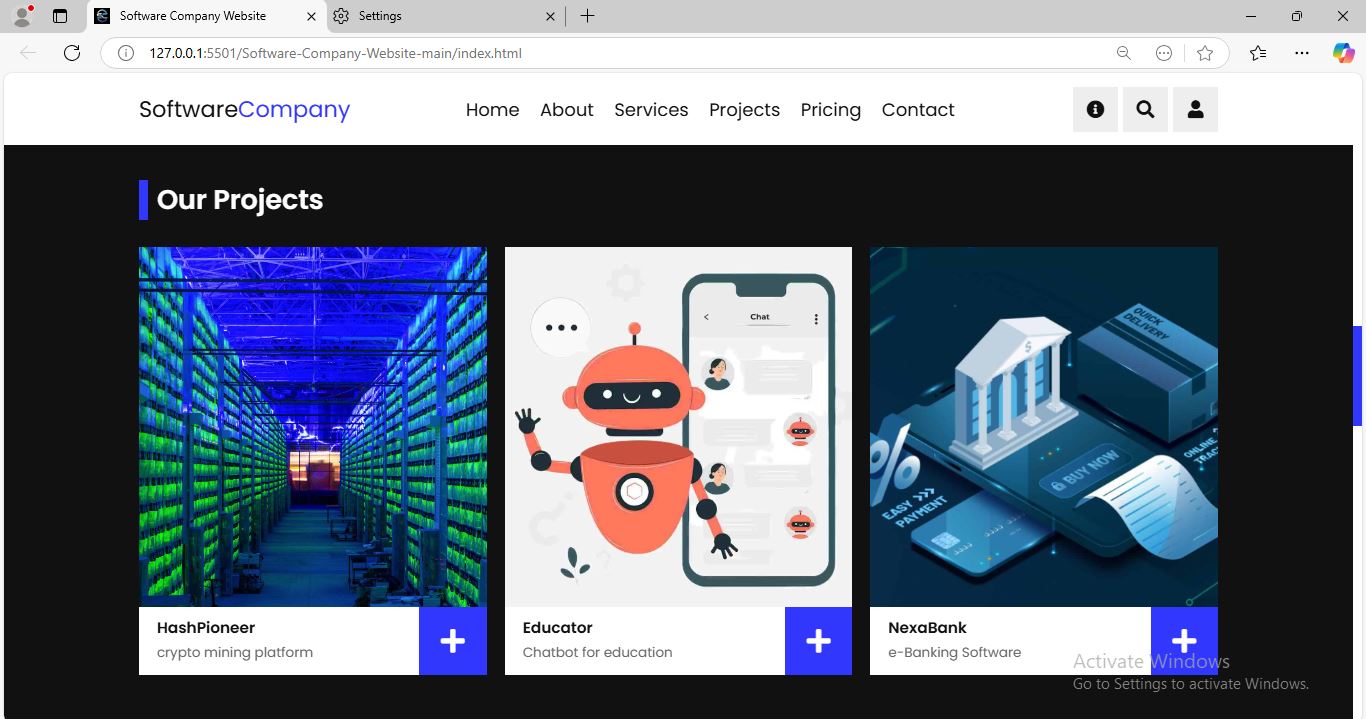 Software Company Website
Settings
127.0.0.1:5501/Software-Company-Website-main/index.html
SoftwareCompany
Home About Services Projects Pricing Contact
Our Projects
Chat
QUICK DELIVERY
BUY NOW
ONLINE
EASY >>>
PAYMENT
HashPioneer
crypto mining platform
Educator
Chatbot for education
NexaBank
e-Banking Software
Activate Windows
Go to Settings to activate Windows.